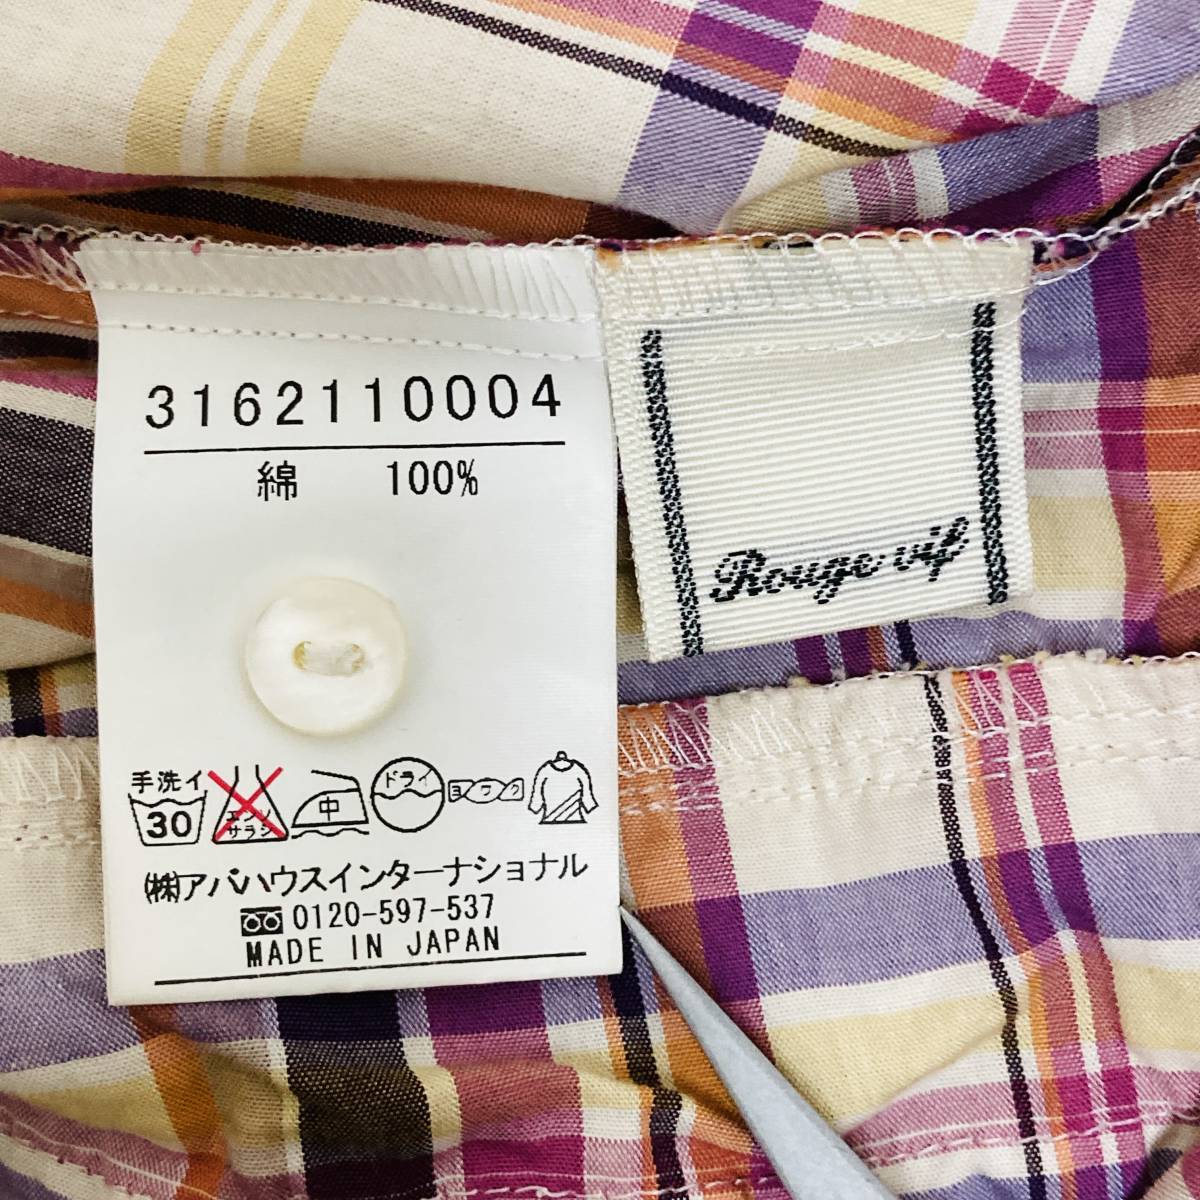 3162110004
綿 100%
手洗イ
30
エンソ
サラシ
中
ドライ
ヨワク
㈱アバハウスインターナショナル
0120-597-537
MADE IN JAPAN
Rouge vif